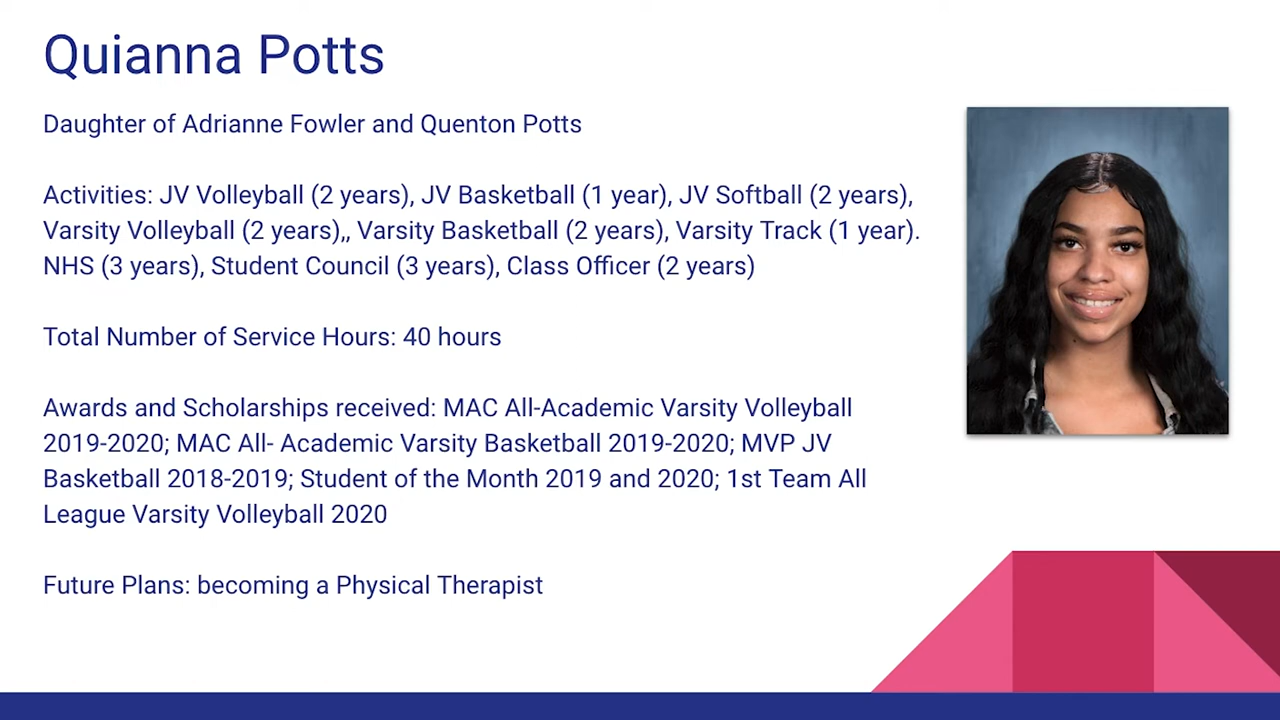 Quianna Potts
Daughter of Adrianne Fowler and Quenton Potts
Activities: JV Volleyball (2 years), JV Basketball (1 year), JV Softball (2 years),
Varsity Volleyball (2 years),, Varsity Basketball (2 years), Varsity Track (1 year).
NHS (3 years), Student Council (3 years), Class Officer (2 years)
Total Number of Service Hours: 40 hours
Awards and Scholarships received: MAC All-Academic Varsity Volleyball
2019-2020; MAC All- Academic Varsity Basketball 2019-2020; MVP JV
Basketball 2018-2019; Student of the Month 2019 and 2020; 1st Team All
League Varsity Volleyball 2020
Future Plans: becoming a Physical Therapist